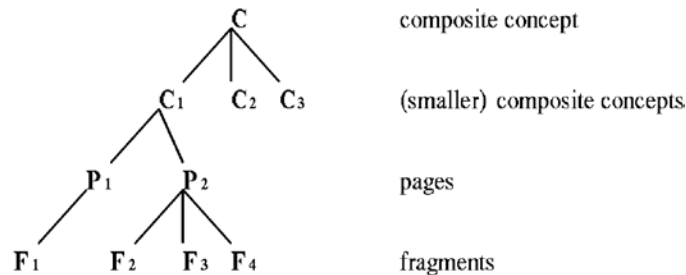 C composite concept
C1 C2 C3 (smaller) composite concepts
P1 P2 pages
F1 F2 F3 F4 fragments